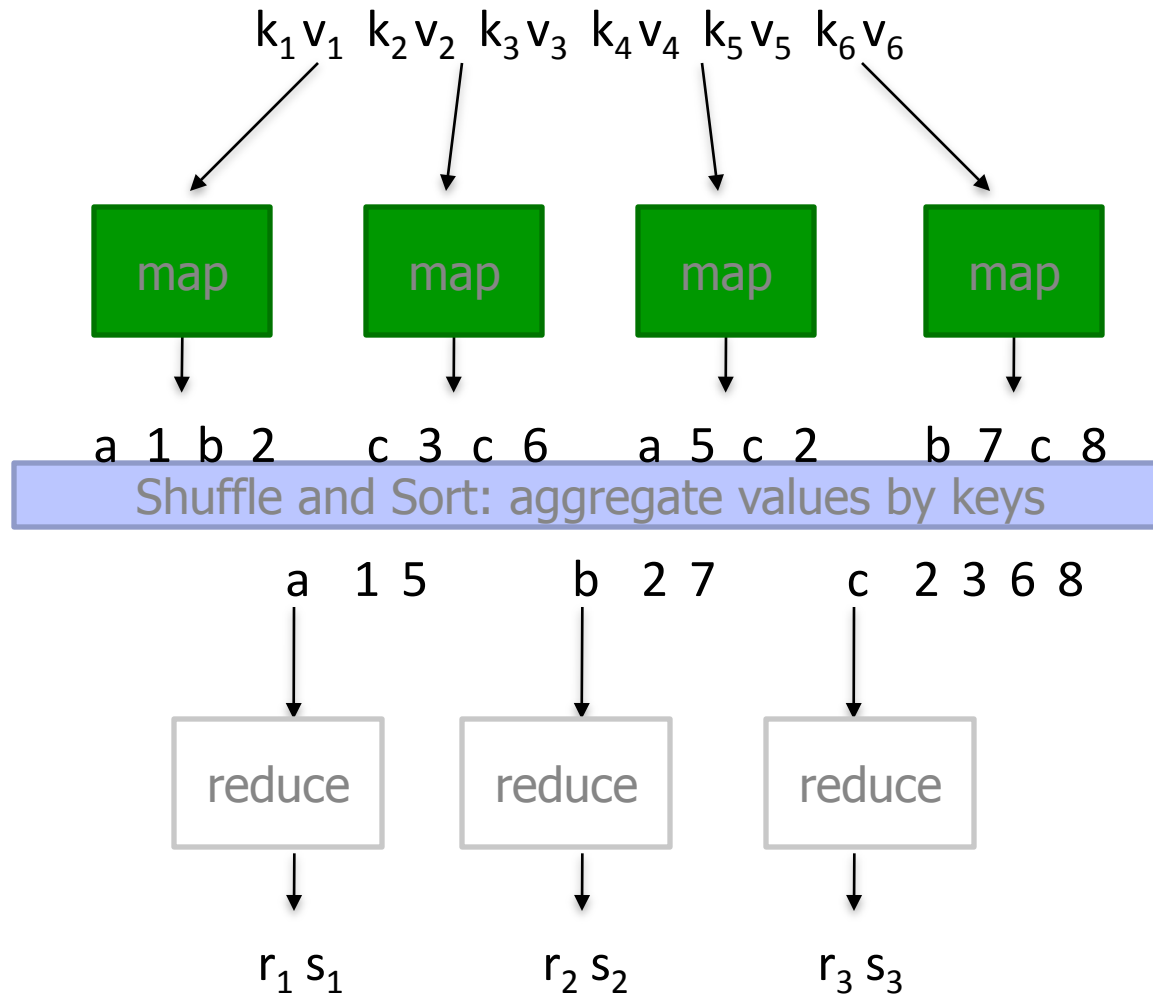 k₁ v₁ k₂ v₂ k₃ v₃ k₄ v₄ k₅ v₅ k₆ v₆
map map map map
a 1 b 2 c 3 c 6 a 5 c 2 b 7 c 8
Shuffle and Sort: aggregate values by keys
a 1 5 b 2 7 c 2 3 6 8
reduce reduce reduce
r₁ s₁ r₂ s₂ r₃ s₃